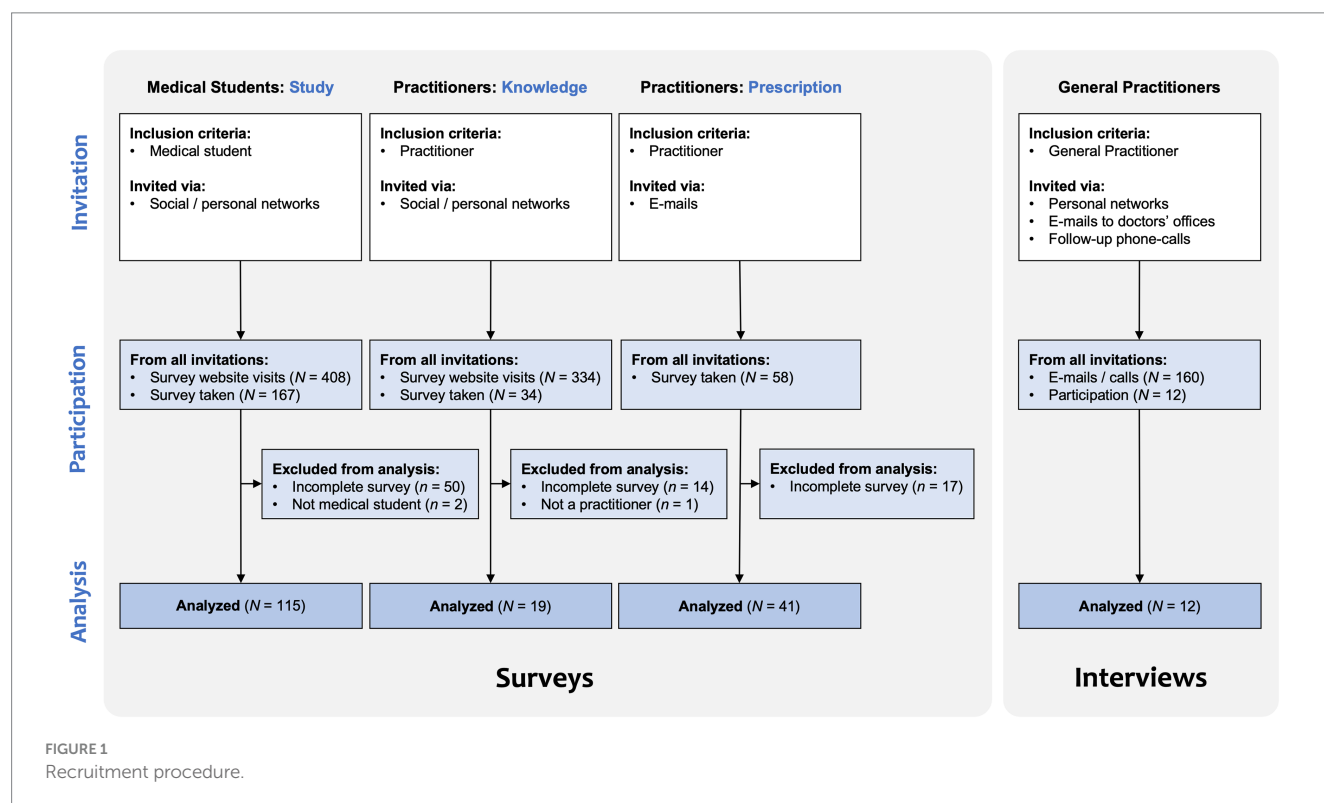 Medical Students: Study
Practitioners: Knowledge
Practitioners: Prescription
General Practitioners
Invitation
Inclusion criteria:
• Medical student
Invited via:
• Social / personal networks
Inclusion criteria:
• Practitioner
Invited via:
• Social / personal networks
Inclusion criteria:
• Practitioner
Invited via:
• E-mails
Inclusion criteria:
• General Practitioner
Invited via:
• Personal networks
• E-mails to doctors' offices
• Follow-up phone-calls
Participation
From all invitations:
• Survey website visits (N = 408)
• Survey taken (N = 167)
From all invitations:
• Survey website visits (N = 334)
• Survey taken (N = 34)
From all invitations:
• Survey taken (N = 58)
From all invitations:
• E-mails / calls (N = 160)
• Participation (N = 12)
Excluded from analysis:
• Incomplete survey (n = 50)
• Not medical student (n = 2)
Excluded from analysis:
• Incomplete survey (n = 14)
• Not a practitioner (n = 1)
Excluded from analysis:
• Incomplete survey (n = 17)
Analysis
Analyzed (N = 115)
Analyzed (N = 19)
Analyzed (N = 41)
Analyzed (N = 12)
Surveys
Interviews
FIGURE 1
Recruitment procedure.